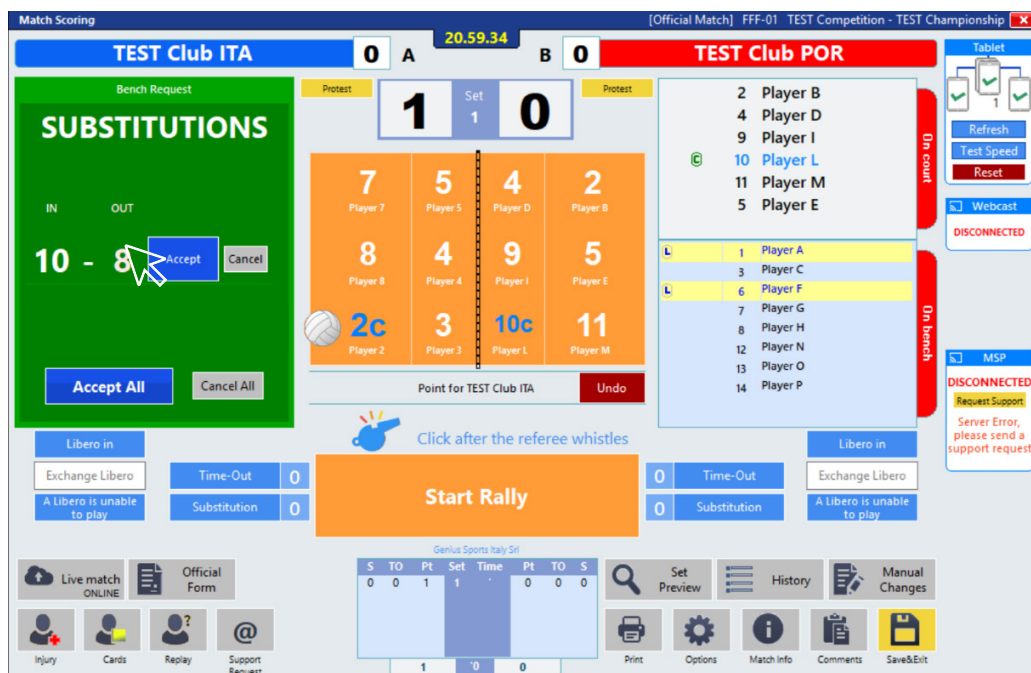 Match Scoring
[Official Match] FFF-01 TEST Competition - TEST Championship
TEST Club ITA
0 A
20.59.34
B 0
TEST Club POR
Tablet
1
Refresh
Test Speed
Reset
Webcast
DISCONNECTED
MSP
DISCONNECTED
Request Support
Server Error,
please send a
support request
Bench Request
SUBSTITUTIONS
IN OUT
10 - 8 Accept Cancel
Accept All Cancel All
Protest
1 Set 1 0
Protest
7 5 4 2
Player 7 Player 5 Player D Player B
8 4 9 5
Player 8 Player 4 Player I Player E
2c 3 10c 11
Player 2 Player 3 Player L Player M
Point for TEST Club ITA Undo
Click after the referee whistles
Start Rally
2 Player B
4 Player D
9 Player I
C 10 Player L
11 Player M
5 Player E
On court
L 1 Player A
3 Player C
L 6 Player F
7 Player G
8 Player H
12 Player N
13 Player O
14 Player P
On bench
Libero in
Exchange Libero
A Libero is unable
to play
Time-Out 0
Substitution 0
0 Time-Out
0 Substitution
Libero in
Exchange Libero
A Libero is unable
to play
Genius Sports Italy Srl
S TO Pt Set Time Pt TO S
0 0 1 1 ' 0 0 0
1 '0 0
Live match
ONLINE
Official
Form
Set
Preview
History
Manual
Changes
Injury
Cards
Replay
Support
Request
Print
Options
Match Info
Comments
Save&Exit